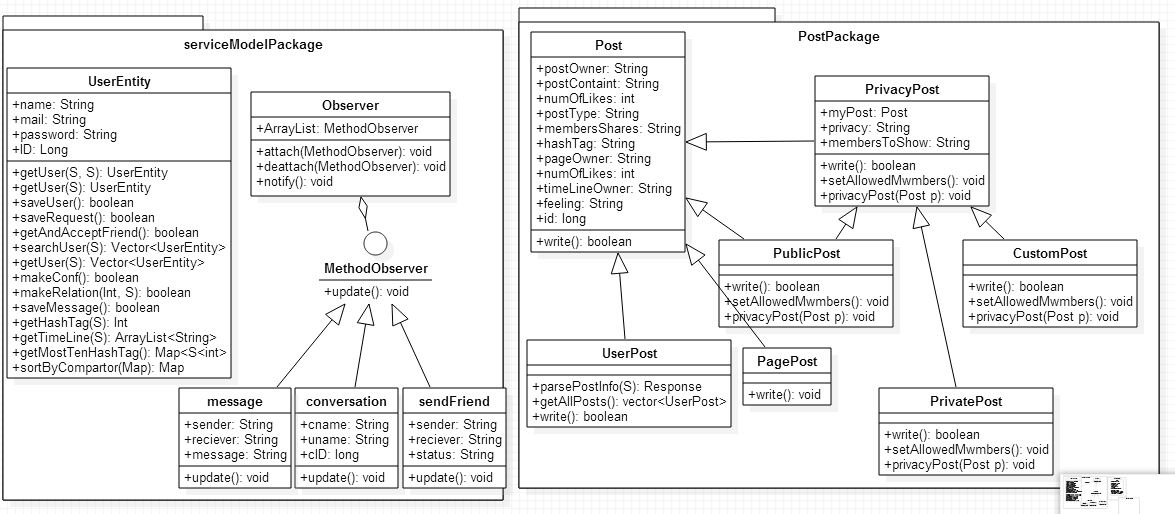 serviceModelPackage
UserEntity
+name: String
+mail: String
+password: String
+ID: Long
+getUser(S, S): UserEntity
+getUser(S): UserEntity
+saveUser(): boolean
+saveRequest(): boolean
+getAndAcceptFriend(): boolean
+searchUser(S): Vector<UserEntity>
+getUser(S): Vector<UserEntity>
+makeConf(): boolean
+makeRelation(Int, S): boolean
+saveMessage(): boolean
+getHashTag(S): Int
+getTimeLine(S): ArrayList<String>
+getMostTenHashTag(): Map<S<int>
+sortByCompartor(Map): Map
Observer
+ArrayList: MethodObserver
+attach(MethodObserver): void
+deattach(MethodObserver): void
+notify(): void
MethodObserver
+update(): void
message
+sender: String
+reciever: String
+message: String
+update(): void
conversation
+cname: String
+uname: String
+cID: long
+update(): void
sendFriend
+sender: String
+reciever: String
+status: String
+update(): void
PostPackage
Post
+postOwner: String
+postContaint: String
+numOfLikes: int
+postType: String
+membersShares: String
+hashTag: String
+pageOwner: String
+numOfLikes: int
+timeLineOwner: String
+feeling: String
+id: long
+write(): boolean
PrivacyPost
+myPost: Post
+privacy: String
+membersToShow: String
+write(): boolean
+setAllowedMwmbers(): void
+privacyPost(Post p): void
PublicPost
+write(): boolean
+setAllowedMwmbers(): void
+privacyPost(Post p): void
CustomPost
+write(): boolean
+setAllowedMwmbers(): void
+privacyPost(Post p): void
UserPost
+parsePostInfo(S): Response
+getAllPosts(): vector<UserPost>
+write(): boolean
PagePost
+write(): void
PrivatePost
+write(): boolean
+setAllowedMwmbers(): void
+privacyPost(Post p): void